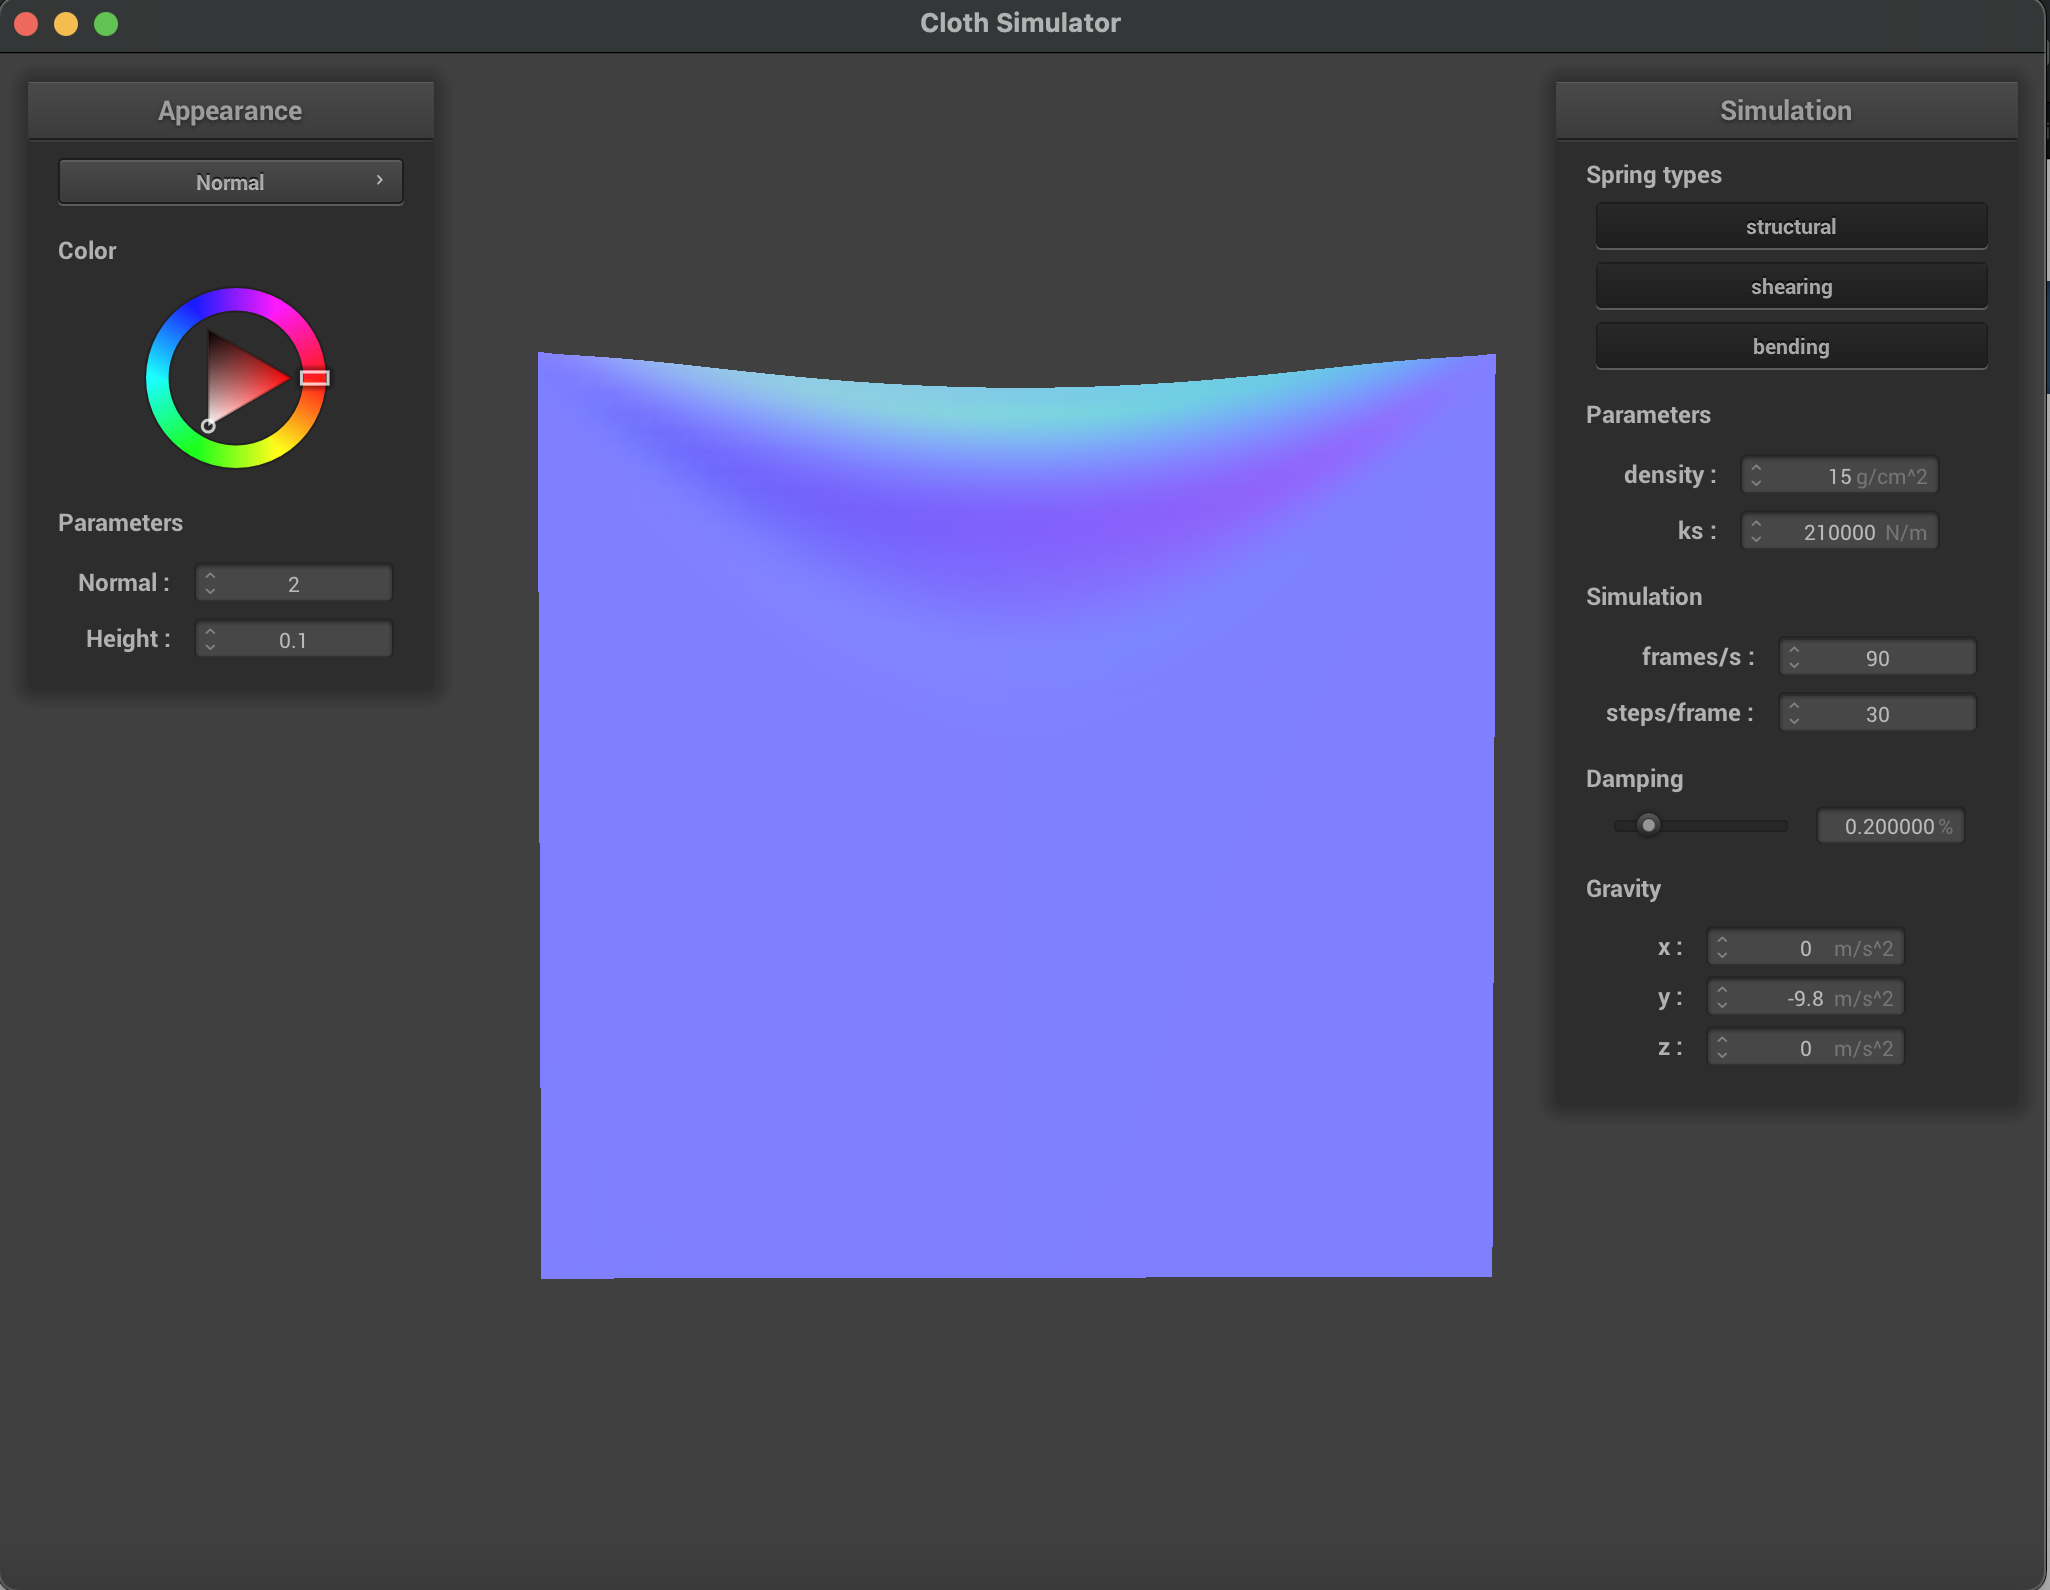 Cloth Simulator
Appearance
Normal
Color
Parameters
Normal : 2
Height : 0.1
Simulation
Spring types
structural
shearing
bending
Parameters
density : 15 g/cm^2
ks : 210000 N/m
Simulation
frames/s : 90
steps/frame : 30
Damping
0.200000 %
Gravity
x : 0 m/s^2
y : -9.8 m/s^2
z : 0 m/s^2